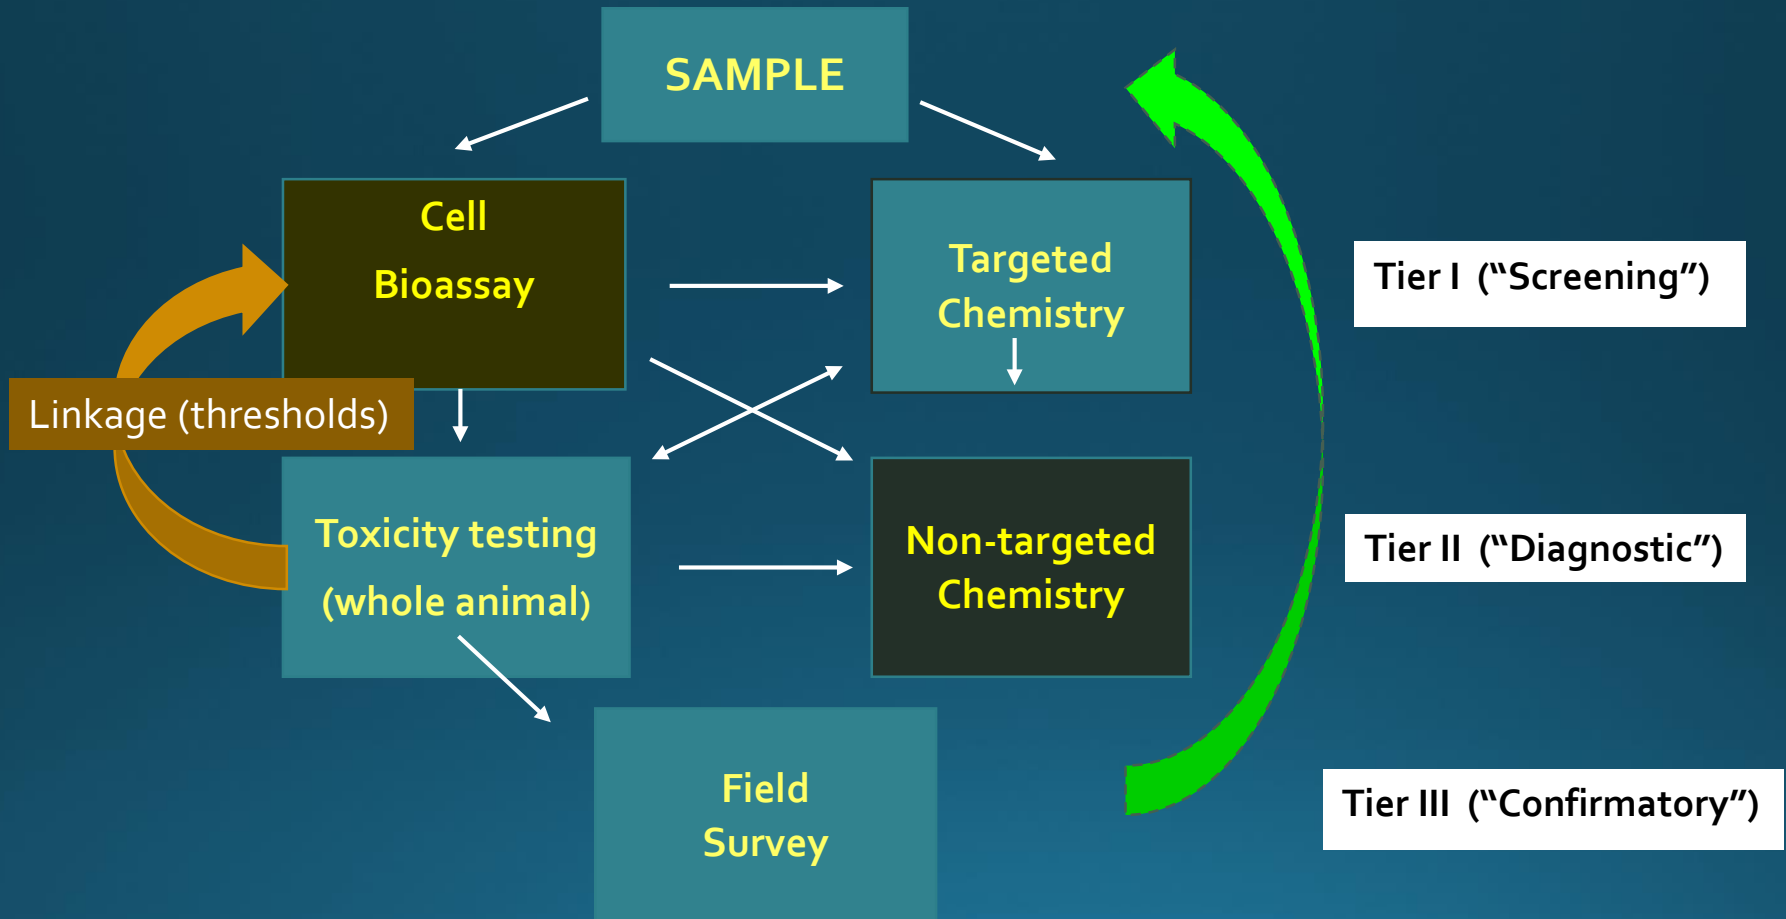 SAMPLE
Cell
Bioassay
Targeted
Chemistry
Tier I (“Screening”)
Linkage (thresholds)
Toxicity testing
(whole animal)
Non-targeted
Chemistry
Tier II (“Diagnostic”)
Field
Survey
Tier III (“Confirmatory”)